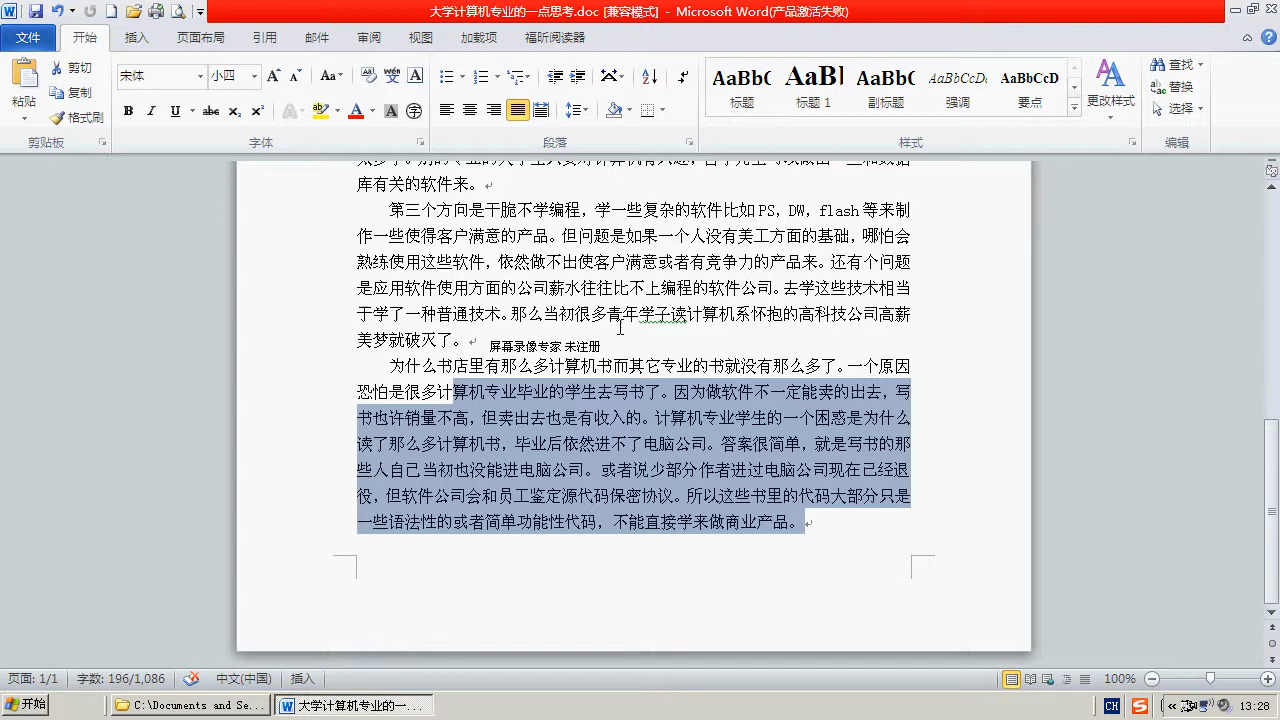 大学计算机专业的一点思考.doc [兼容模式] - Microsoft Word(产品激活失败)
文件 开始 插入 页面布局 引用 邮件 审阅 视图 加载项 福昕阅读器
剪切 宋体 小四 查找
粘贴 复制 标题 标题 1 副标题 强调 要点 更改样式 替换
格式刷 选择
剪贴板 字体 段落 样式 编辑
库有关的软件来。
第三个方向是干脆不学编程，学一些复杂的软件比如 PS，DW，flash 等来制
作一些使得客户满意的产品。但问题是如果一个人没有美工方面的基础，哪怕会
熟练使用这些软件，依然做不出使客户满意或者有竞争力的产品来。还有个问题
是应用软件使用方面的公司薪水往往比不上编程的软件公司。去学这些技术相当
于学了一种普通技术。那么当初很多青年学子读计算机系怀抱的高科技公司高薪
美梦就破灭了。
屏幕录像专家 未注册
为什么书店里有那么多计算机书而其它专业的书就没有那么多了。一个原因
恐怕是很多计算机专业毕业的学生去写书了。因为做软件不一定能卖的出去，写
书也许销量不高，但卖出去也是有收入的。计算机专业学生的一个困惑是为什么
读了那么多计算机书，毕业后依然进不了电脑公司。答案很简单，就是写书的那
些人自己当初也没能进电脑公司。或者说少部分作者进过电脑公司现在已经退
役，但软件公司会和员工鉴定源代码保密协议。所以这些书里的代码大部分只是
一些语法性的或者简单功能性代码，不能直接学来做商业产品。
页面: 1/1 字数: 196/1,086 中文(中国) 插入 100%
开始 C:\Documents and Se... 大学计算机专业的一 CH 13:28